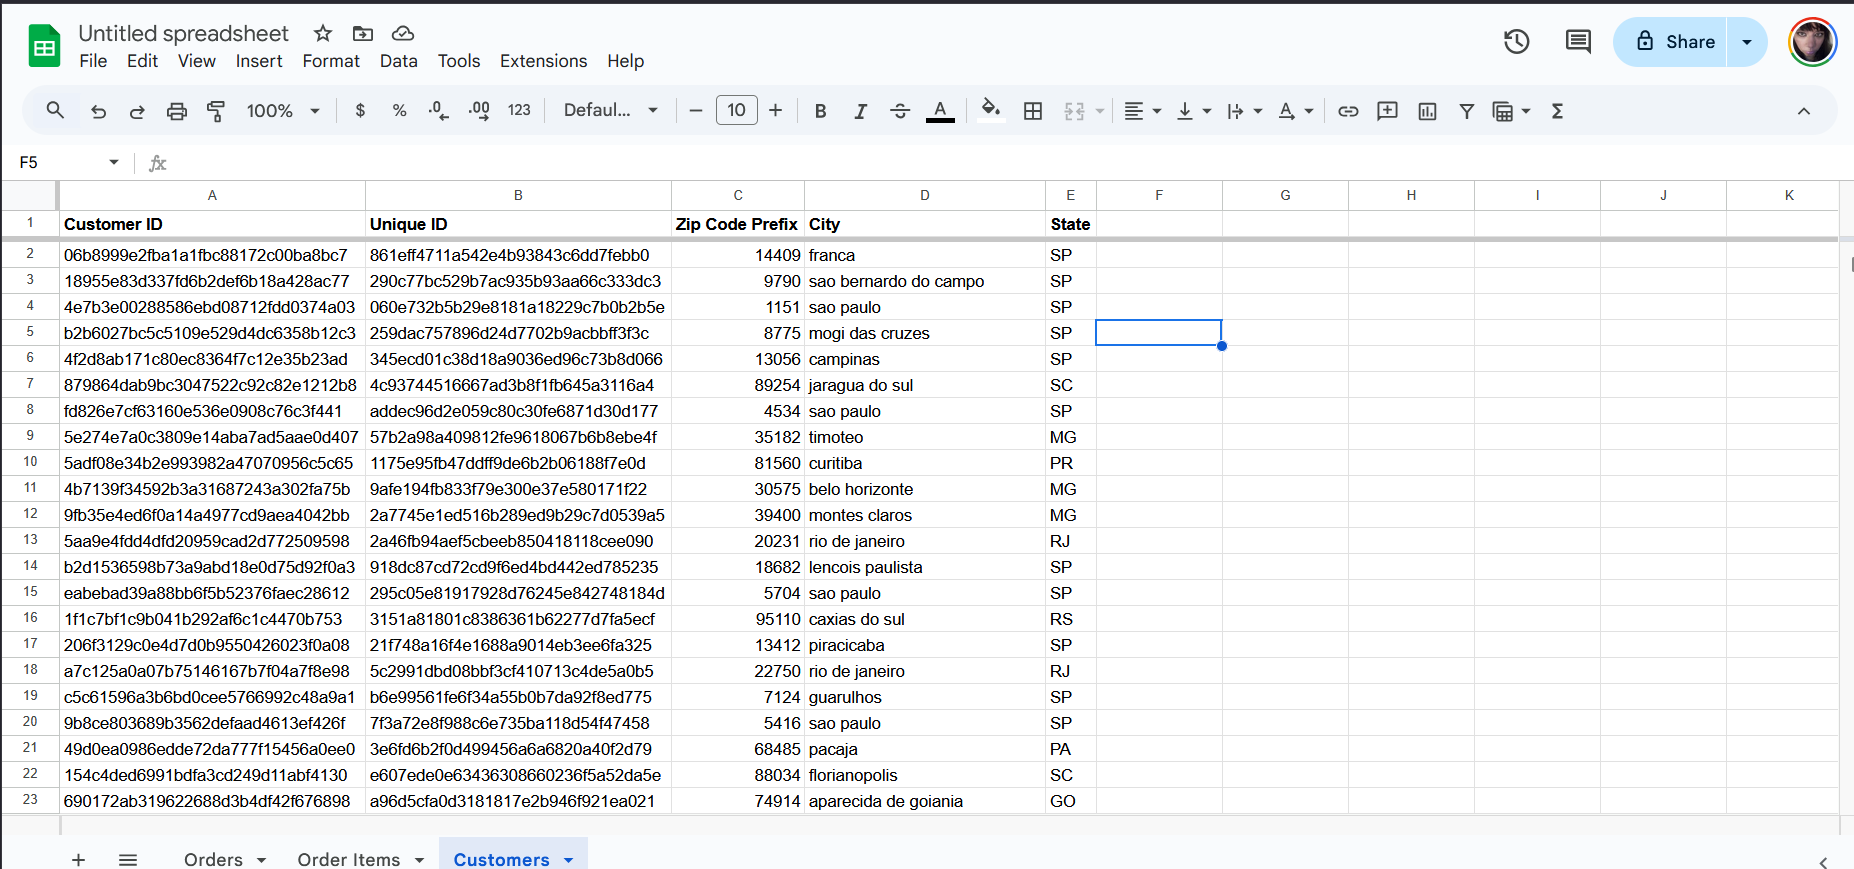 Untitled spreadsheet
File Edit View Insert Format Data Tools Extensions Help
Share
100% $ % .0 .00 123 Defaul... − 10 + B I S A Σ
F5 fx
A B C D E F G H I J K
1 Customer ID Unique ID Zip Code Prefix City State
2 06b8999e2fba1a1fbc88172c00ba8bc7 861eff4711a542e4b93843c6dd7febb0 14409 franca SP
3 18955e83d337fd6b2def6b18a428ac77 290c77bc529b7ac935b93aa66c333dc3 9790 sao bernardo do campo SP
4 4e7b3e00288586ebd08712fdd0374a03 060e732b5b29e8181a18229c7b0b2b5e 1151 sao paulo SP
5 b2b6027bc5c5109e529d4dc6358b12c3 259dac757896d24d7702b9acbbff3f3c 8775 mogi das cruzes SP
6 4f2d8ab171c80ec8364f7c12e35b23ad 345ecd01c38d18a9036ed96c73b8d066 13056 campinas SP
7 879864dab9bc3047522c92c82e1212b8 4c93744516667ad3b8f1fb645a3116a4 89254 jaragua do sul SC
8 fd826e7cf63160e536e0908c76c3f441 addec96d2e059c80c30fe6871d30d177 4534 sao paulo SP
9 5e274e7a0c3809e14aba7ad5aae0d407 57b2a98a409812fe9618067b6b8ebe4f 35182 timoteo MG
10 5adf08e34b2e993982a47070956c5c65 1175e95fb47ddff9de6b2b06188f7e0d 81560 curitiba PR
11 4b7139f34592b3a31687243a302fa75b 9afe194fb833f79e300e37e580171f22 30575 belo horizonte MG
12 9fb35e4ed6f0a14a4977cd9aea4042bb 2a7745e1ed516b289ed9b29c7d0539a5 39400 montes claros MG
13 5aa9e4fdd4dfd20959cad2d772509598 2a46fb94aef5cbeeb850418118cee090 20231 rio de janeiro RJ
14 b2d1536598b73a9abd18e0d75d92f0a3 918dc87cd72cd9f6ed4bd442ed785235 18682 lencois paulista SP
15 eabebad39a88bb6f5b52376faec28612 295c05e81917928d76245e842748184d 5704 sao paulo SP
16 1f1c7bf1c9b041b292af6c1c4470b753 3151a81801c8386361b62277d7fa5ecf 95110 caxias do sul RS
17 206f3129c0e4d7d0b9550426023f0a08 21f748a16f4e1688a9014eb3ee6fa325 13412 piracicaba SP
18 a7c125a0a07b75146167b7f04a7f8e98 5c2991dbd08bbf3cf410713c4de5a0b5 22750 rio de janeiro RJ
19 c5c61596a3b6bd0cee5766992c48a9a1 b6e99561fe6f34a55b0b7da92f8ed775 7124 guarulhos SP
20 9b8ce803689b3562defaad4613ef426f 7f3a72e8f988c6e735ba118d54f47458 5416 sao paulo SP
21 49d0ea0986edde72da777f15456a0ee0 3e6fd6b2f0d499456a6a6820a40f2d79 68485 pacaja PA
22 154c4ded6991bdfa3cd249d11abf4130 e607ede0e63436308660236f5a52da5e 88034 florianopolis SC
23 690172ab319622688d3b4df42f676898 a96d5cfa0d3181817e2b946f921ea021 74914 aparecida de goiania GO
Orders Order Items Customers